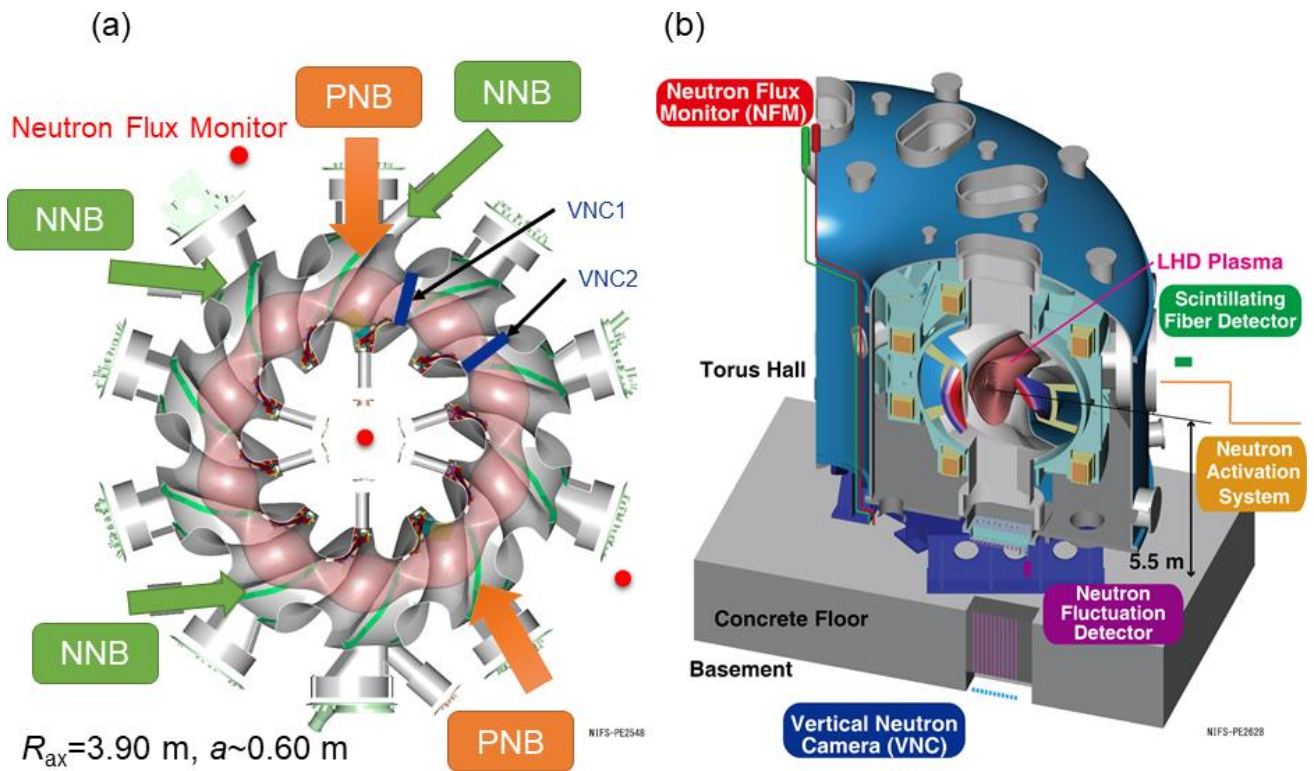 (a)
PNB
NNB
Neutron Flux Monitor
NNB
VNC1
VNC2
NNB
PNB
R_ax=3.90 m, a~0.60 m
NIFS-PE2548
(b)
Neutron Flux
Monitor (NFM)
LHD Plasma
Scintillating
Fiber Detector
Torus Hall
Neutron
Activation
System
5.5 m
Concrete Floor
Neutron
Fluctuation
Detector
Basement
Vertical Neutron
Camera (VNC)
NIFS-PE2628